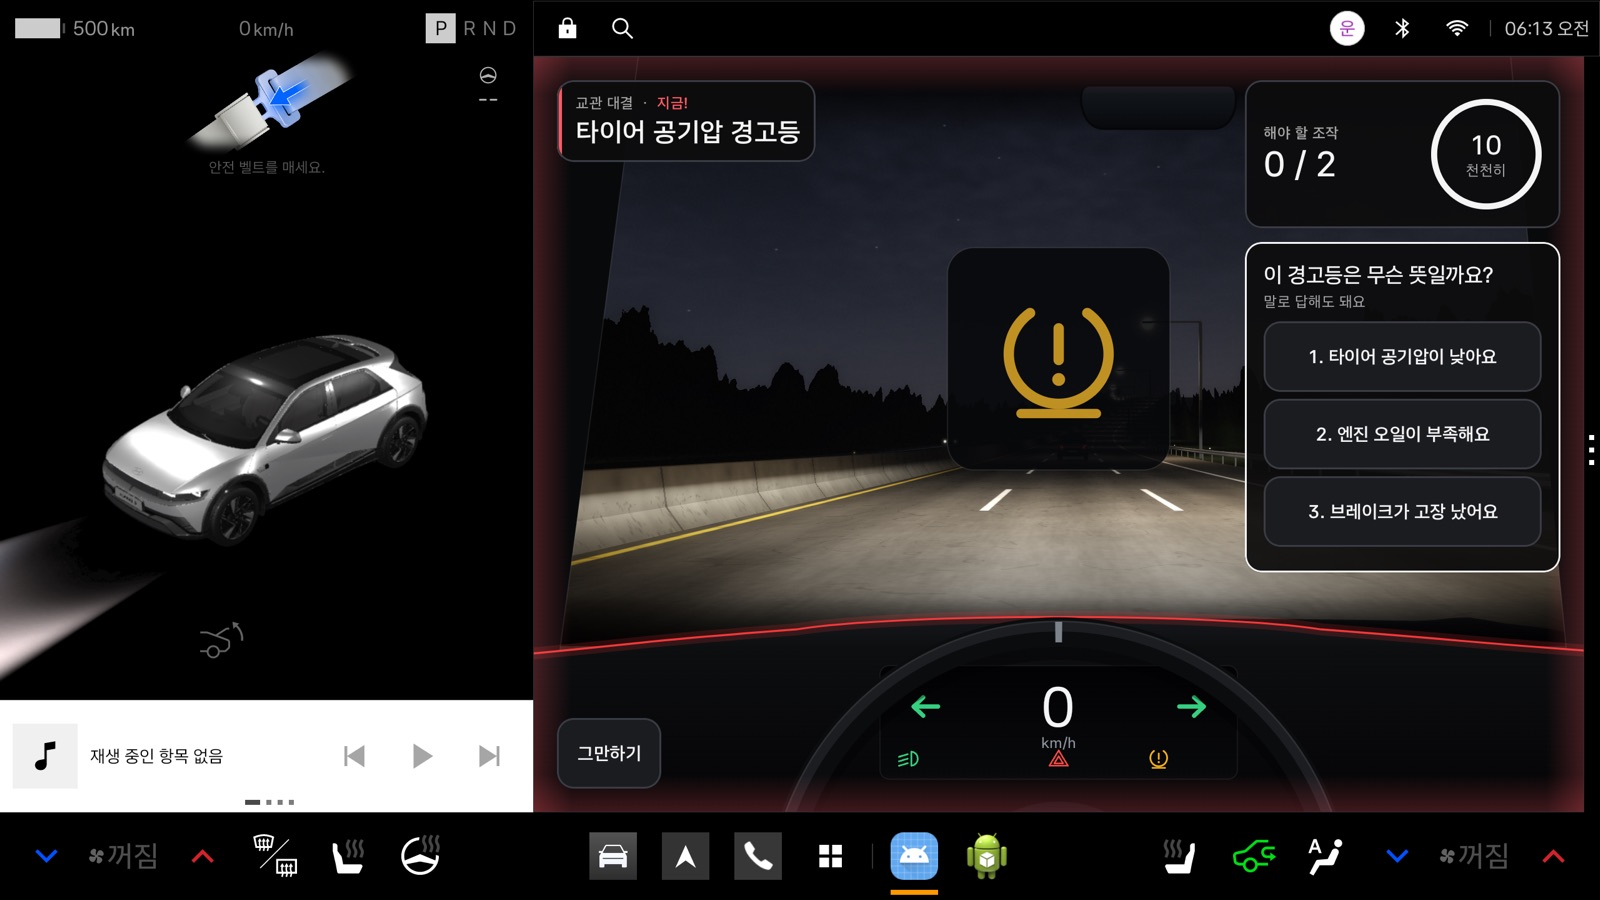 500 km
0 km/h
P R N D
안전 벨트를 매세요.
--
재생 중인 항목 없음
운
06:13 오전
교관 대결 · 지금!
타이어 공기압 경고등
해야 할 조작
0 / 2
10
천천히
이 경고등은 무슨 뜻일까요?
말로 답해도 돼요
1. 타이어 공기압이 낮아요
2. 엔진 오일이 부족해요
3. 브레이크가 고장 났어요
0
km/h
그만하기
꺼짐
A
꺼짐